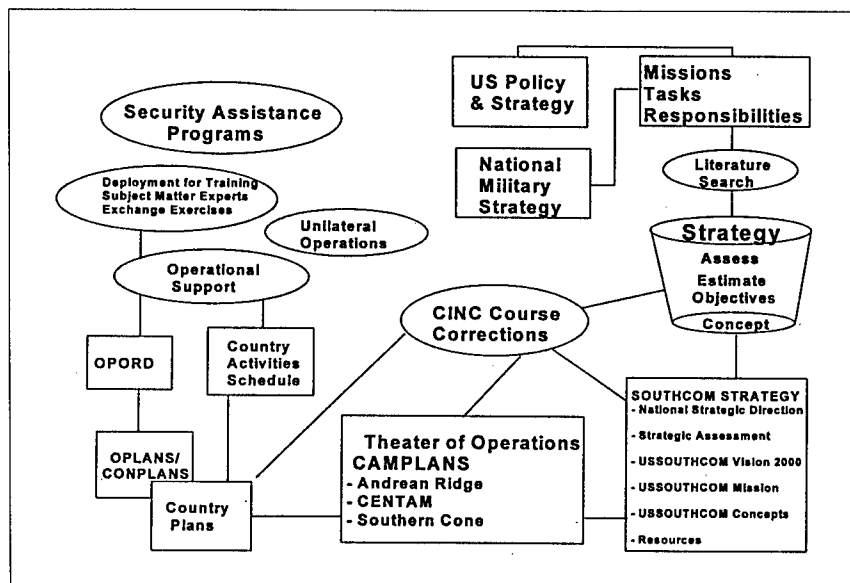 US Policy
& Strategy
Missions
Tasks
Responsibilities
National
Military
Strategy
Literature
Search
Strategy
Assess
Estimate
Objectives
Concept
Security Assistance
Programs
Deployment for Training
Subject Matter Experts
Exchange Exercises
Unilateral
Operations
Operational
Support
CINC Course
Corrections
OPORD
Country
Activities
Schedule
OPLANS/
CONPLANS
Country
Plans
Theater of Operations
CAMPLANS
- Andrean Ridge
- CENTAM
- Southern Cone
SOUTHCOM STRATEGY
- National Strategic Direction
- Strategic Assessment
- USSOUTHCOM Vision 2000
- USSOUTHCOM Mission
- USSOUTHCOM Concepts
- Resources